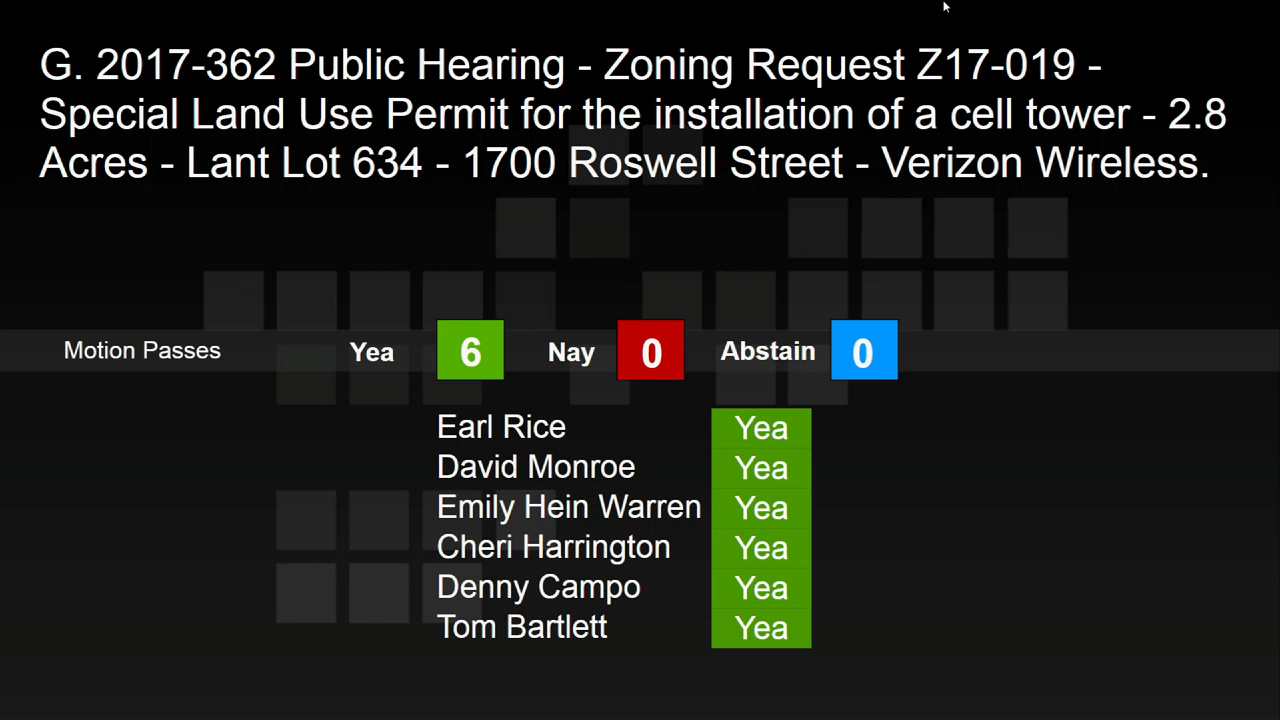 G. 2017-362 Public Hearing - Zoning Request Z17-019 -
Special Land Use Permit for the installation of a cell tower - 2.8
Acres - Lant Lot 634 - 1700 Roswell Street - Verizon Wireless.
Motion Passes Yea 6 Nay 0 Abstain 0
Earl Rice Yea
David Monroe Yea
Emily Hein Warren Yea
Cheri Harrington Yea
Denny Campo Yea
Tom Bartlett Yea